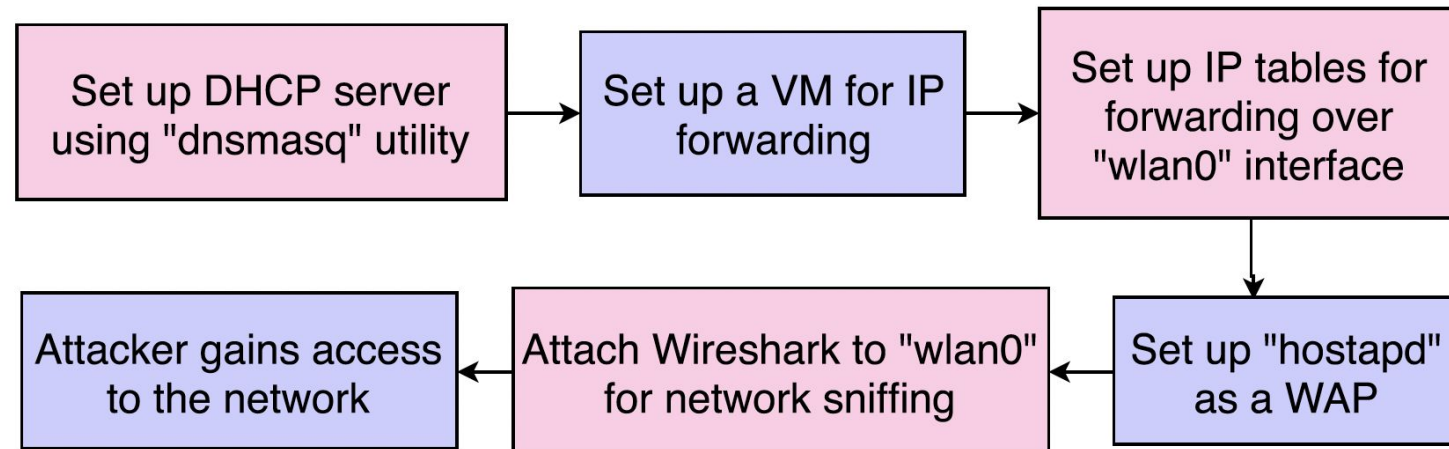 Set up DHCP server
using "dnsmasq" utility
Set up a VM for IP
forwarding
Set up IP tables for
forwarding over
"wlan0" interface
Set up "hostapd"
as a WAP
Attach Wireshark to "wlan0"
for network sniffing
Attacker gains access
to the network